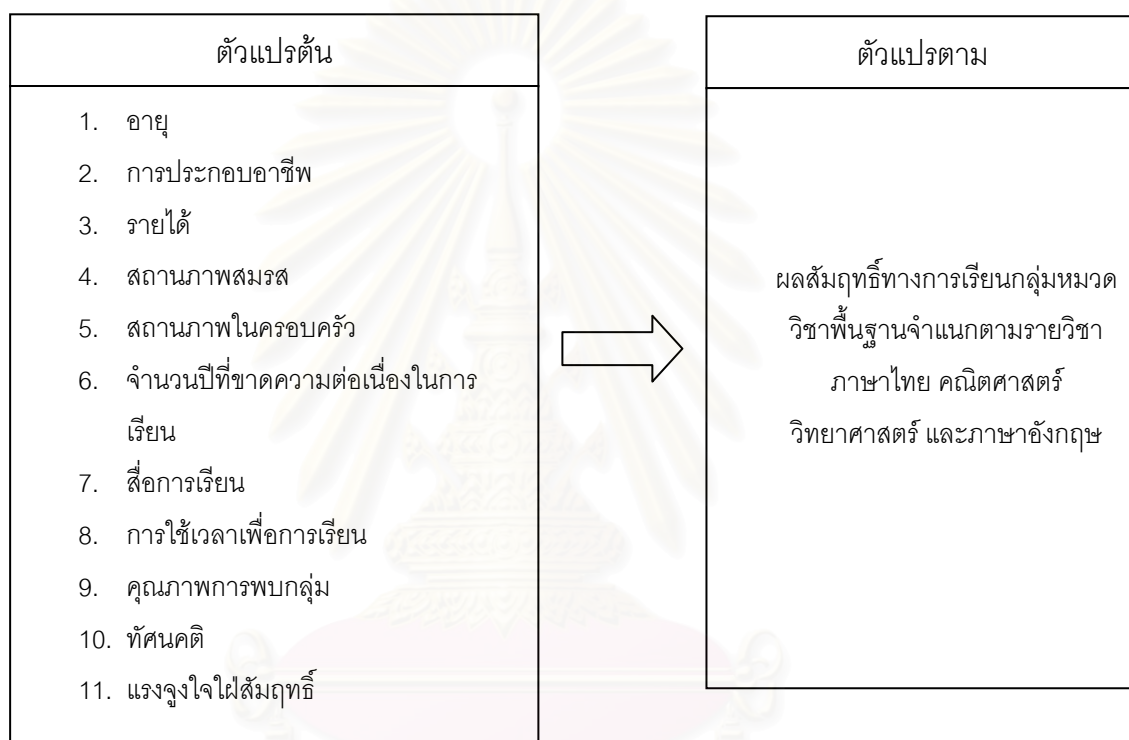 ตัวแปรต้น
1. อายุ
2. การประกอบอาชีพ
3. รายได้
4. สถานภาพสมรส
5. สถานภาพในครอบครัว
6. จำนวนปีที่ขาดความต่อเนื่องในการ
เรียน
7. สื่อการเรียน
8. การใช้เวลาเพื่อการเรียน
9. คุณภาพการพบกลุ่ม
10. ทัศนคติ
11. แรงจูงใจใฝ่สัมฤทธิ์
ตัวแปรตาม
ผลสัมฤทธิ์ทางการเรียนกลุ่มหมวด
วิชาพื้นฐานจำแนกตามรายวิชา
ภาษาไทย คณิตศาสตร์
วิทยาศาสตร์ และภาษาอังกฤษ